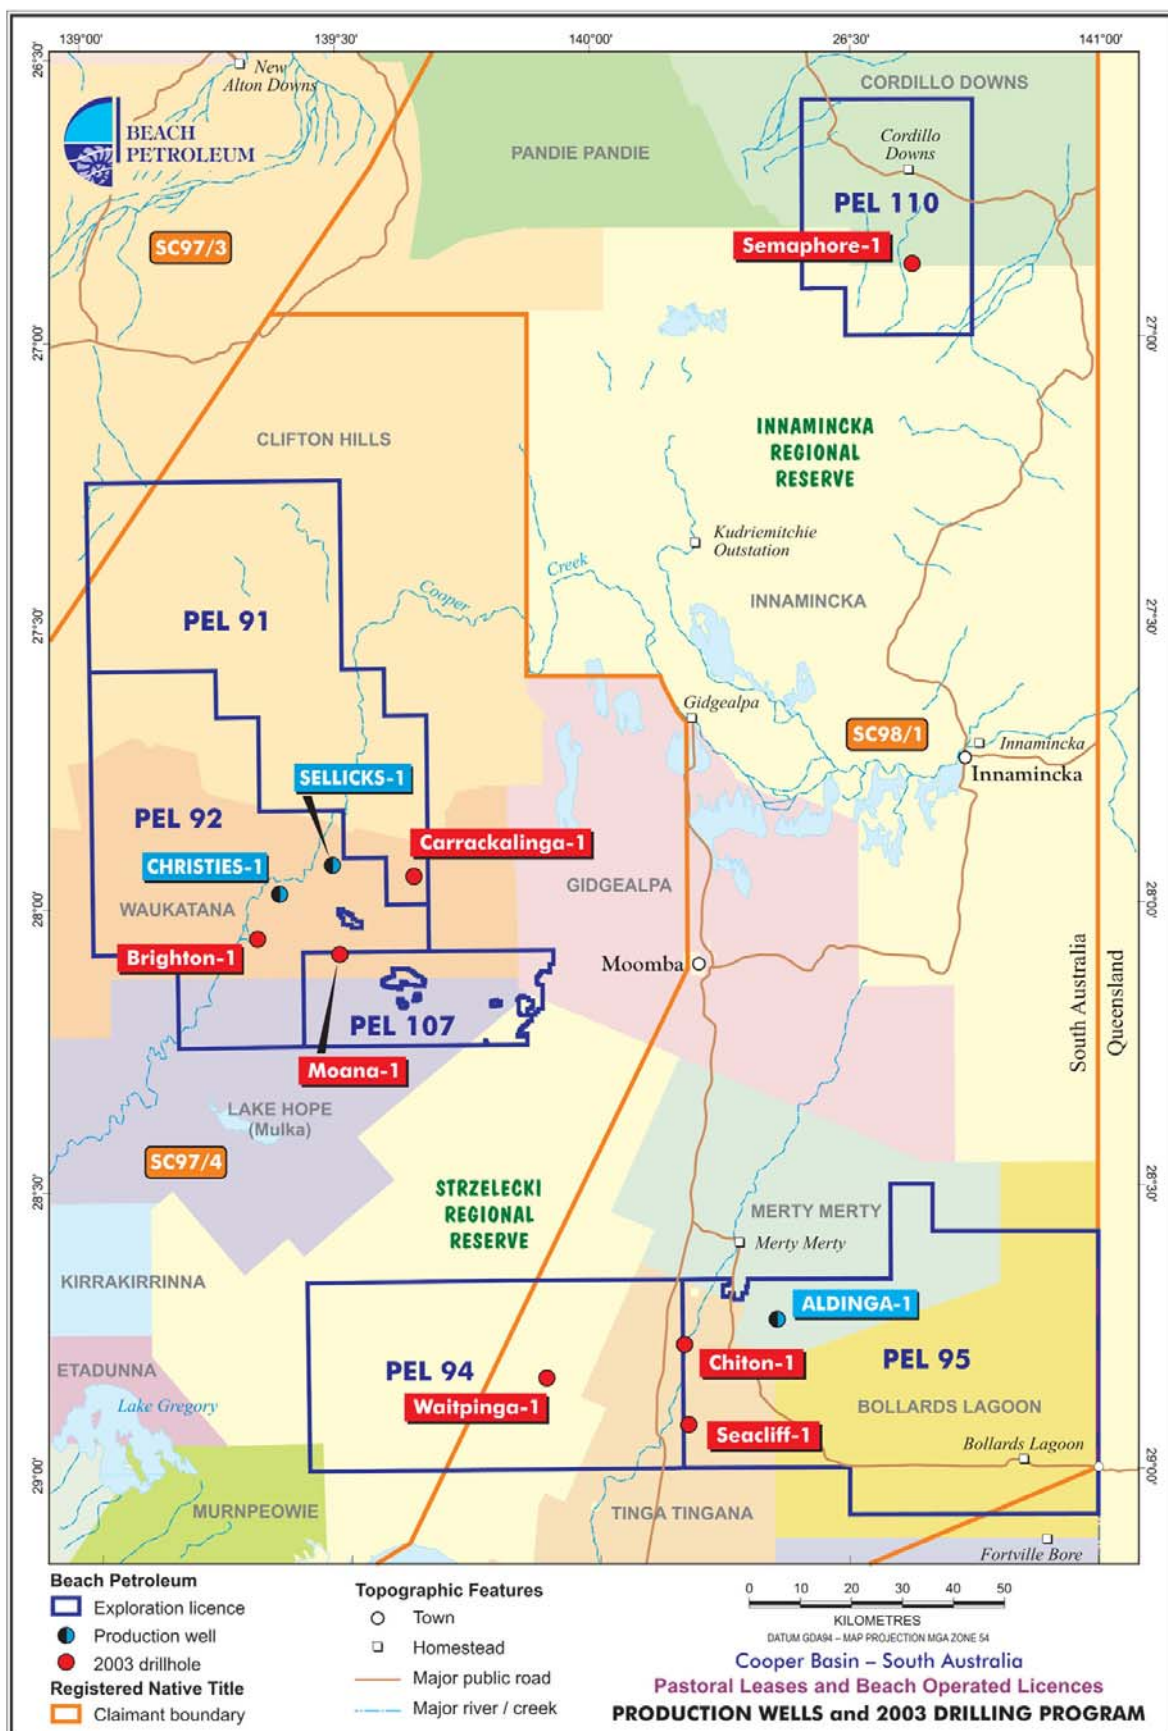 139°00'
139°30'
140°00'
26°30'
141°00'
26°30'
New
Alton Downs
BEACH
PETROLEUM
PANDIE PANDIE
CORDILLO DOWNS
Cordillo
Downs
PEL 110
SC97/3
Semaphore-1
27°00'
27°00'
CLIFTON HILLS
INNAMINCKA
REGIONAL
RESERVE
Kudriemitchie
Outstation
Creek
Cooper
INNAMINCKA
PEL 91
27°30'
27°30'
Gidgealpa
SC98/1
Innamincka
Innamincka
SELLICKS-1
PEL 92
Carrackalinga-1
CHRISTIES-1
GIDGEALPA
WAUKATANA
28°00'
28°00'
Brighton-1
Moomba
South Australia
Queensland
PEL 107
Moana-1
LAKE HOPE
(Mulka)
SC97/4
28°30'
28°30'
STRZELECKI
REGIONAL
RESERVE
MERTY MERTY
Merty Merty
KIRRAKIRRINNA
ALDINGA-1
ETADUNNA
PEL 94
Chiton-1
PEL 95
Lake Gregory
Waitpinga-1
BOLLARDS LAGOON
Seacliff-1
Bollards Lagoon
29°00'
29°00'
MURNPEOWIE
TINGA TINGANA
Fortville Bore
Beach Petroleum
Exploration licence
Production well
2003 drillhole
Registered Native Title
Claimant boundary
Topographic Features
Town
Homestead
Major public road
Major river / creek
0 10 20 30 40 50
KILOMETRES
DATUM GDA94 – MAP PROJECTION MGA ZONE 54
Cooper Basin – South Australia
Pastoral Leases and Beach Operated Licences
PRODUCTION WELLS and 2003 DRILLING PROGRAM